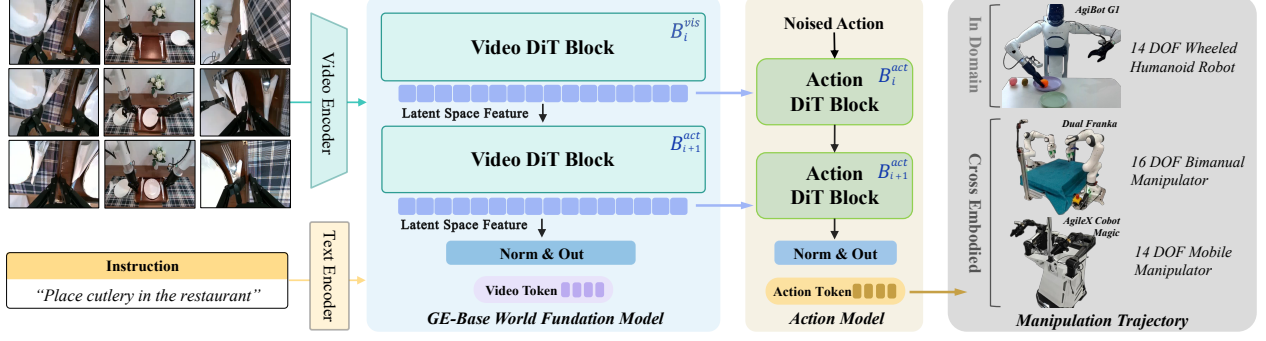 Video Encoder
Video DiT Block
B_i^vis
Latent Space Feature
Video DiT Block
B_{i+1}^act
Latent Space Feature
Norm & Out
Video Token
GE-Base World Fundation Model
Instruction
“Place cutlery in the restaurant”
Text Encoder
Noised Action
Action
DiT Block
B_i^act
Action
DiT Block
B_{i+1}^act
Norm & Out
Action Token
Action Model
In Domain
AgiBot G1
14 DOF Wheeled
Humanoid Robot
Cross Embodied
Dual Franka
16 DOF Bimanual
Manipulator
AgileX Cobot
Magic
14 DOF Mobile
Manipulator
Manipulation Trajectory